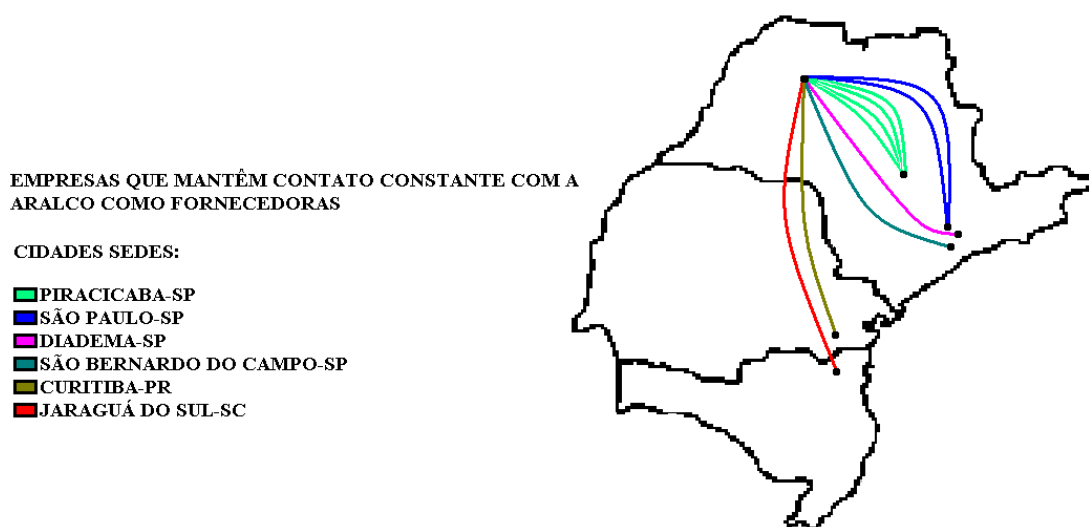 EMPRESAS QUE MANTÊM CONTATO CONSTANTE COM A
ARALCO COMO FORNECEDORAS
CIDADES SEDES:
PIRACICABA-SP
SÃO PAULO-SP
DIADEMA-SP
SÃO BERNARDO DO CAMPO-SP
CURITIBA-PR
JARAGUÁ DO SUL-SC